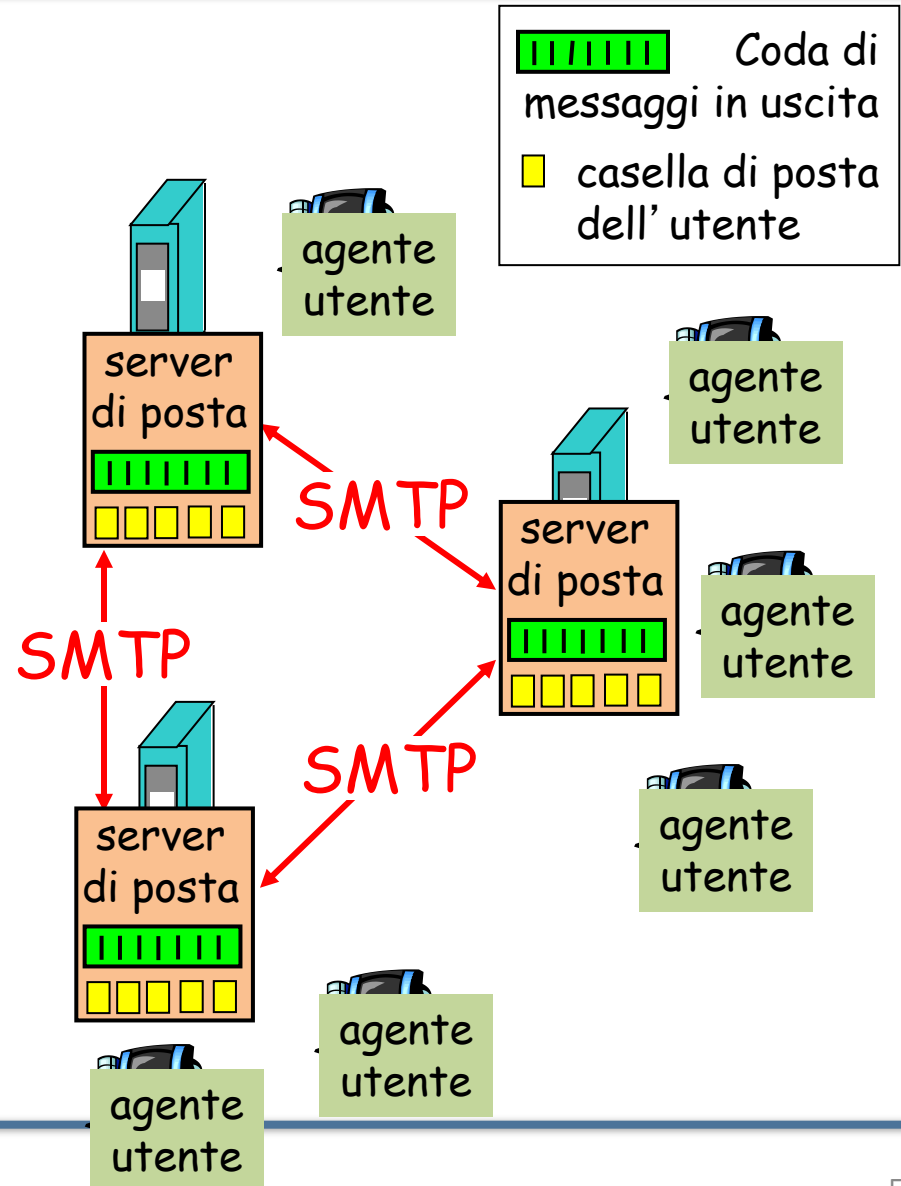 Coda di
messaggi in uscita
casella di posta
dell’ utente
agente
utente
server
di posta
agente
utente
SMTP
server
di posta
agente
utente
SMTP
SMTP
server
di posta
agente
utente
agente
utente
agente
utente